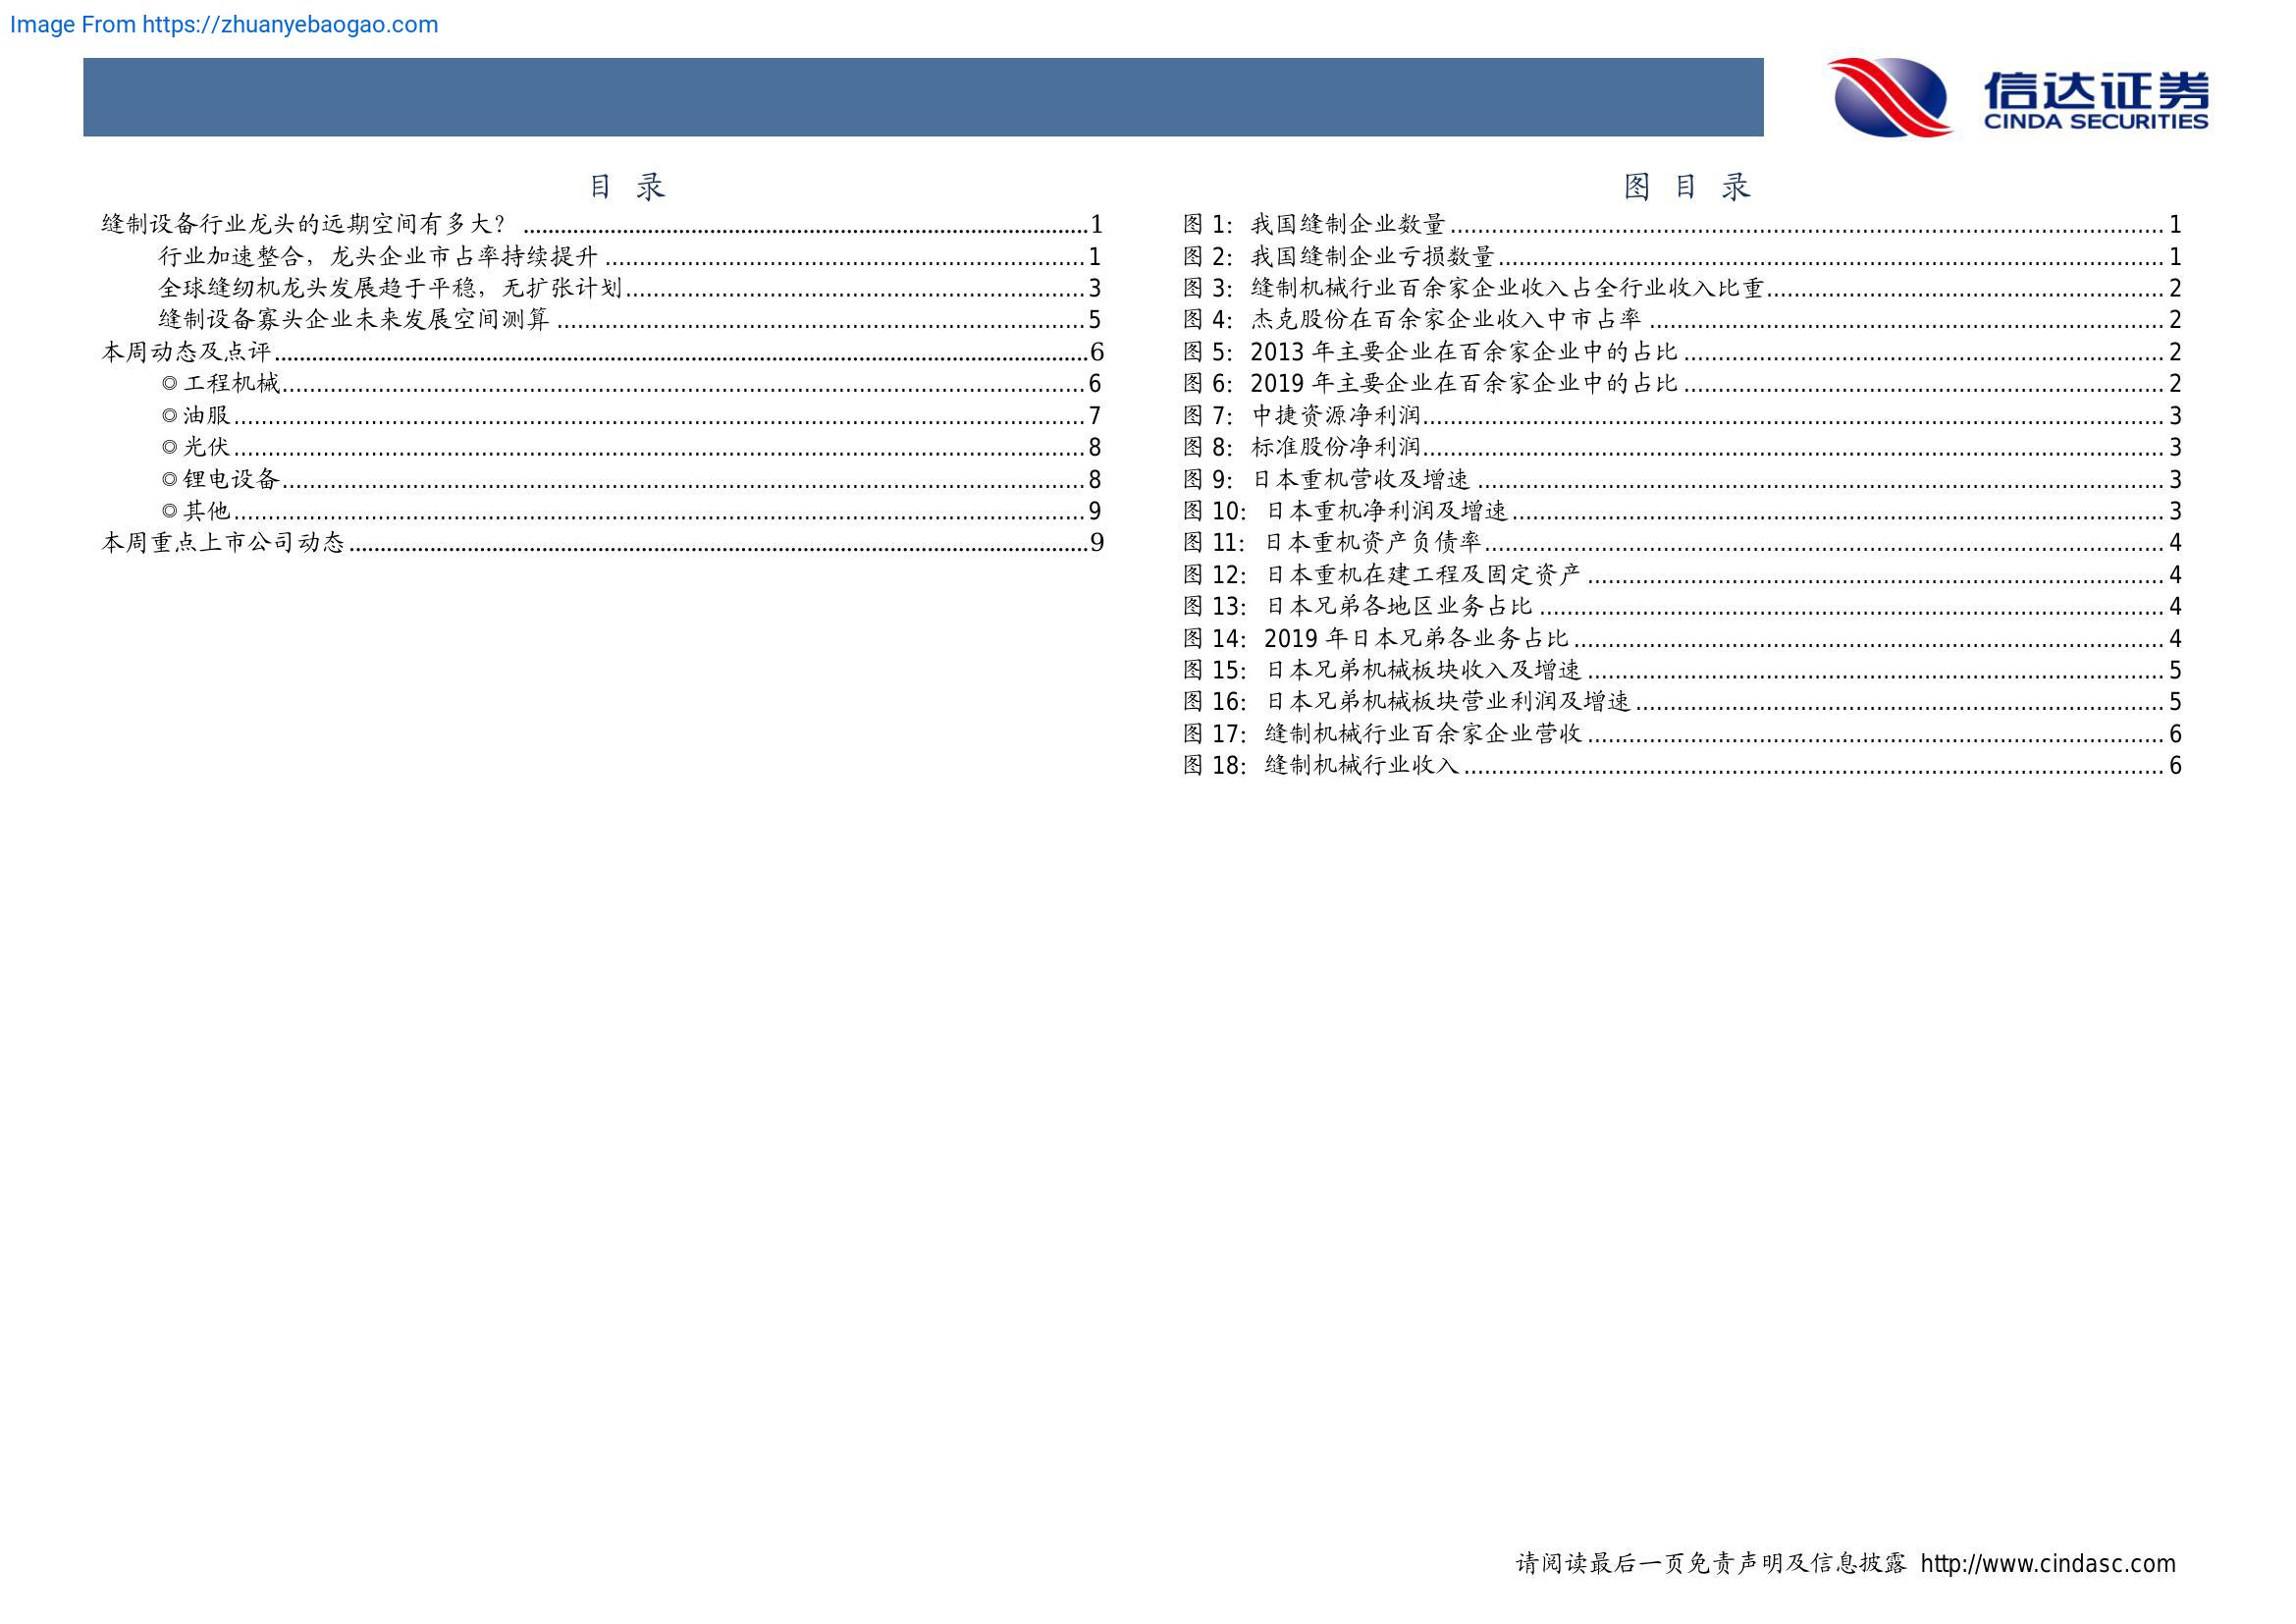 Image From https://zhuanyebaogao.com
信达证券
CINDA SECURITIES
目 录
缝制设备行业龙头的远期空间有多大？ ........................................1
行业加速整合，龙头企业市占率持续提升 ........................................1
全球缝纫机龙头发展趋于平稳，无扩张计划........................................3
缝制设备寡头企业未来发展空间测算 ........................................5
本周动态及点评........................................6
◎工程机械........................................6
◎油服........................................7
◎光伏........................................8
◎锂电设备........................................8
◎其他........................................9
本周重点上市公司动态........................................9
图 目 录
图 1：我国缝制企业数量........................................1
图 2：我国缝制企业亏损数量........................................1
图 3：缝制机械行业百余家企业收入占全行业收入比重........................................2
图 4：杰克股份在百余家企业收入中市占率 ........................................2
图 5：2013 年主要企业在百余家企业中的占比 ........................................2
图 6：2019 年主要企业在百余家企业中的占比 ........................................2
图 7：中捷资源净利润........................................3
图 8：标准股份净利润........................................3
图 9：日本重机营收及增速 ........................................3
图 10：日本重机净利润及增速........................................3
图 11：日本重机资产负债率........................................4
图 12：日本重机在建工程及固定资产 ........................................4
图 13：日本兄弟各地区业务占比 ........................................4
图 14：2019 年日本兄弟各业务占比 ........................................4
图 15：日本兄弟机械板块收入及增速 ........................................5
图 16：日本兄弟机械板块营业利润及增速 ........................................5
图 17：缝制机械行业百余家企业营收 ........................................6
图 18：缝制机械行业收入........................................6
请阅读最后一页免责声明及信息披露 http://www.cindasc.com